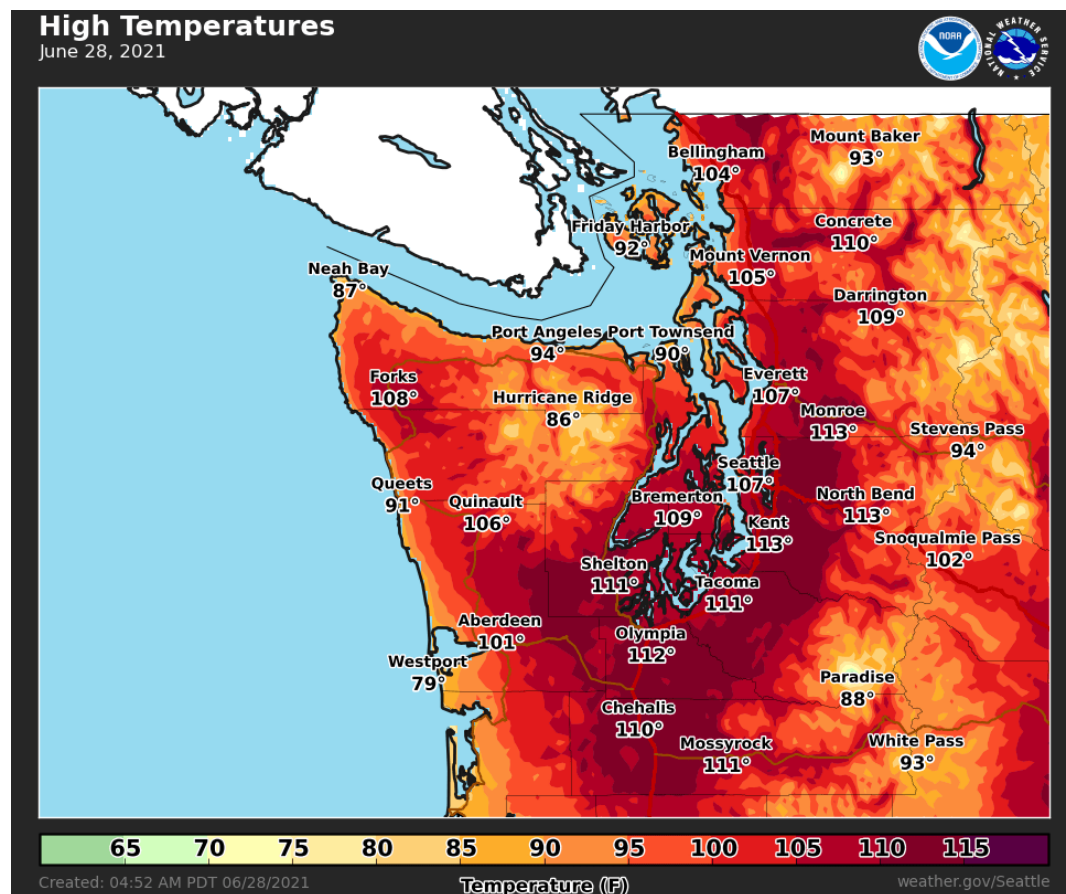 High Temperatures
June 28, 2021
NOAA
NATIONAL WEATHER SERVICE
Mount Baker
93°
Bellingham
104°
Concrete
110°
Friday Harbor
92°
Mount Vernon
105°
Neah Bay
87°
Darrington
109°
Port Angeles
94°
Port Townsend
90°
Forks
108°
Everett
107°
Hurricane Ridge
86°
Monroe
113°
Stevens Pass
94°
Seattle
107°
Queets
91°
Quinault
106°
Bremerton
109°
North Bend
113°
Kent
113°
Snoqualmie Pass
102°
Shelton
111°
Tacoma
111°
Aberdeen
101°
Olympia
112°
Westport
79°
Paradise
88°
Chehalis
110°
Mossyrock
111°
White Pass
93°
65 70 75 80 85 90 95 100 105 110 115
Created: 04:52 AM PDT 06/28/2021
Temperature (F)
weather.gov/Seattle